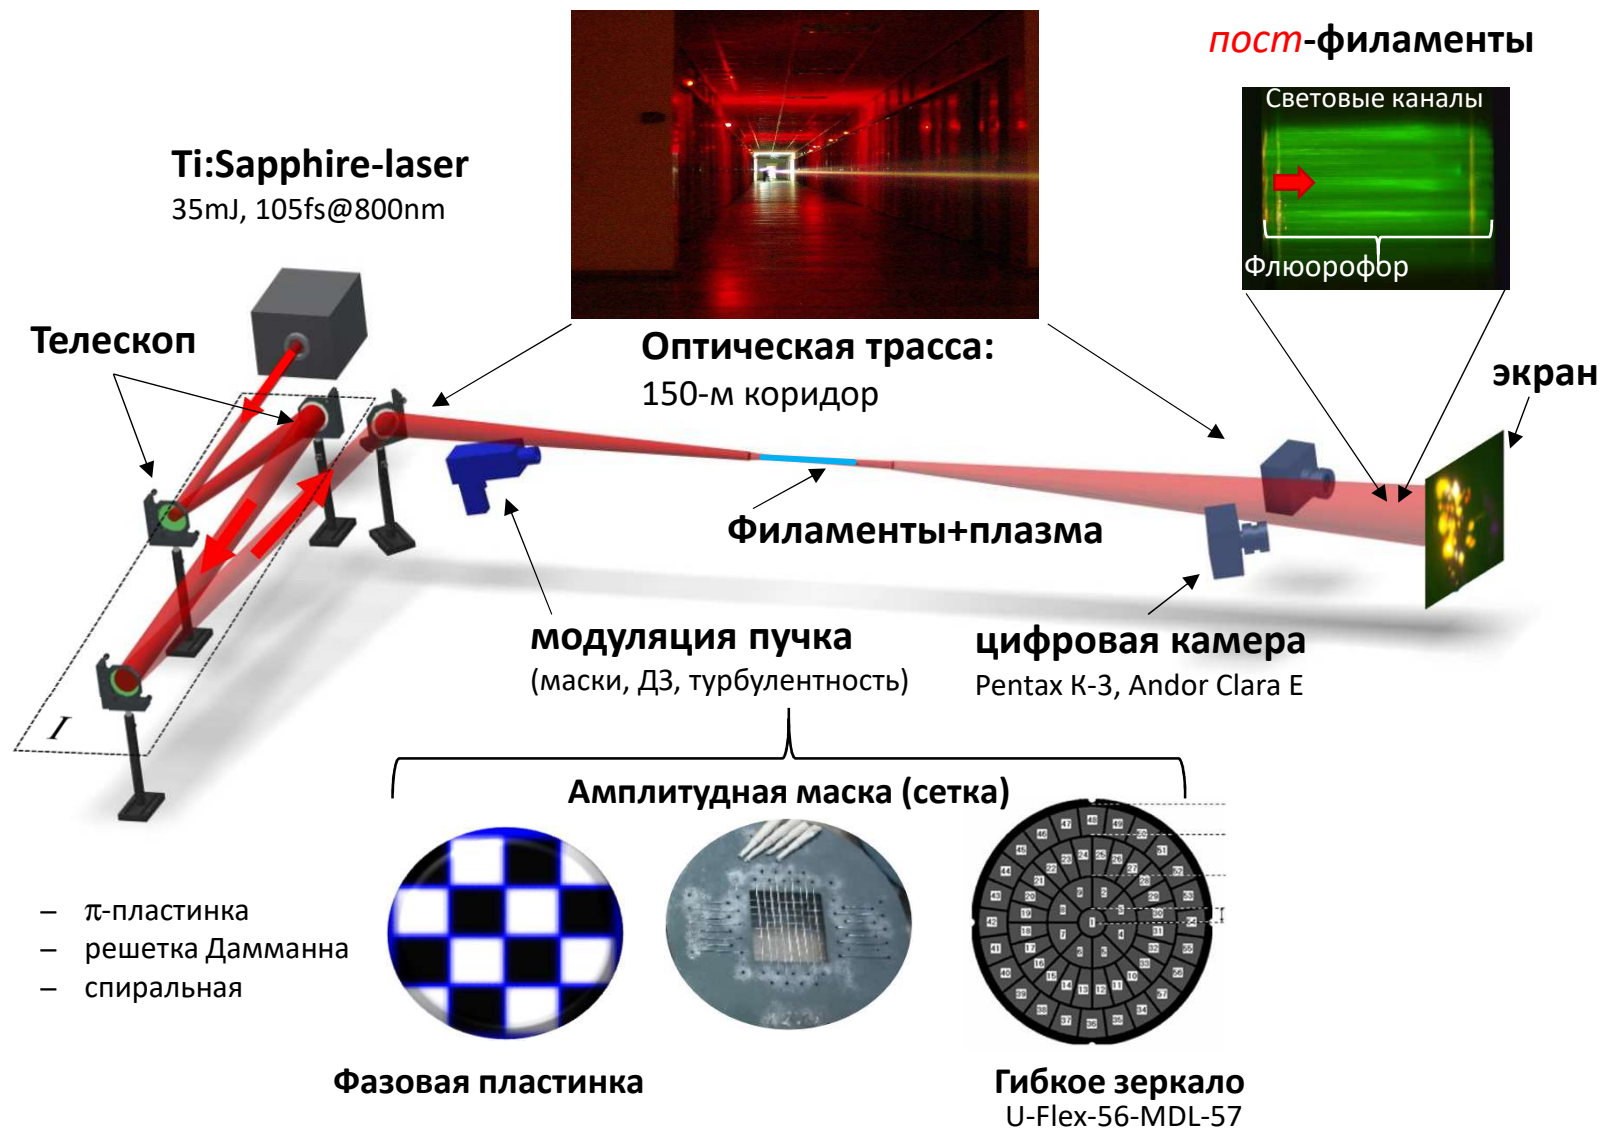 пост-филаменты
Световые каналы
Флюорофор
Ti:Sapphire-laser
35mJ, 105fs@800nm
Телескоп
Оптическая трасса:
150-м коридор
экран
Филаменты+плазма
модуляция пучка
(маски, ДЗ, турбулентность)
цифровая камера
Pentax К-3, Andor Clara E
I
Амплитудная маска (сетка)
– π-пластинка
– решетка Дамманна
– спиральная
Фазовая пластинка
Гибкое зеркало
U-Flex-56-MDL-57